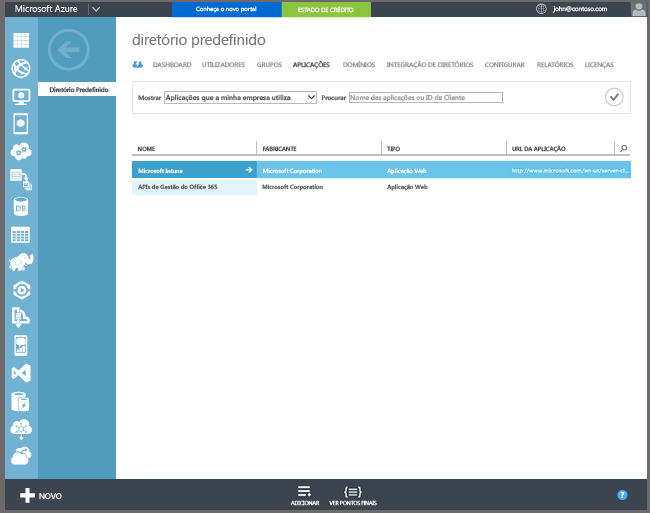 Microsoft Azure
Conheça o novo portal
ESTADO DE CRÉDITO
john@contoso.com
diretório predefinido
Diretório Predefinido
DASHBOARD UTILIZADORES GRUPOS APLICAÇÕES DOMÍNIOS INTEGRAÇÃO DE DIRETÓRIOS CONFIGURAR RELATÓRIOS LICENÇAS
Mostrar Aplicações que a minha empresa utiliza Procurar Nome das aplicações ou ID de Cliente
NOME FABRICANTE TIPO URL DA APLICAÇÃO
Microsoft Intune Microsoft Corporation Aplicação Web http://www.microsoft.com/en-us/server-cl...
APIs de Gestão do Office 365 Microsoft Corporation Aplicação Web
DB
NOVO
ADICIONAR VER PONTOS FINAIS
?